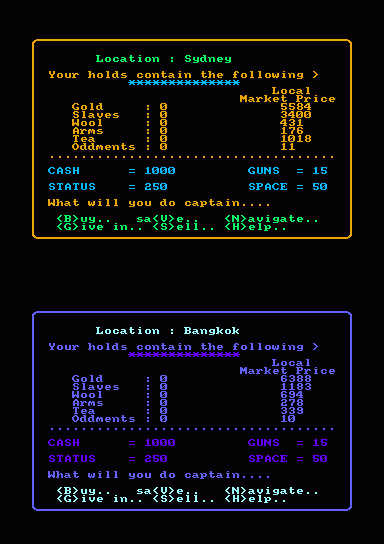 Location : Sydney
Your holds contain the following >
**************
Local
Market Price
Gold : 0 5584
Slaves : 0 3400
Wool : 0 431
Arms : 0 176
Tea : 0 1018
Oddments : 0 11
....................................
CASH = 1000 GUNS = 15
STATUS = 250 SPACE = 50
What will you do captain....
<B>uy.. sa<V>e.. <N>avigate..
<G>ive in.. <S>ell.. <H>elp..
Location : Bangkok
Your holds contain the following >
**************
Local
Market Price
Gold : 0 6388
Slaves : 0 1183
Wool : 0 694
Arms : 0 278
Tea : 0 339
Oddments : 0 10
....................................
CASH = 1000 GUNS = 15
STATUS = 250 SPACE = 50
What will you do captain....
<B>uy.. sa<V>e.. <N>avigate..
<G>ive in.. <S>ell.. <H>elp..